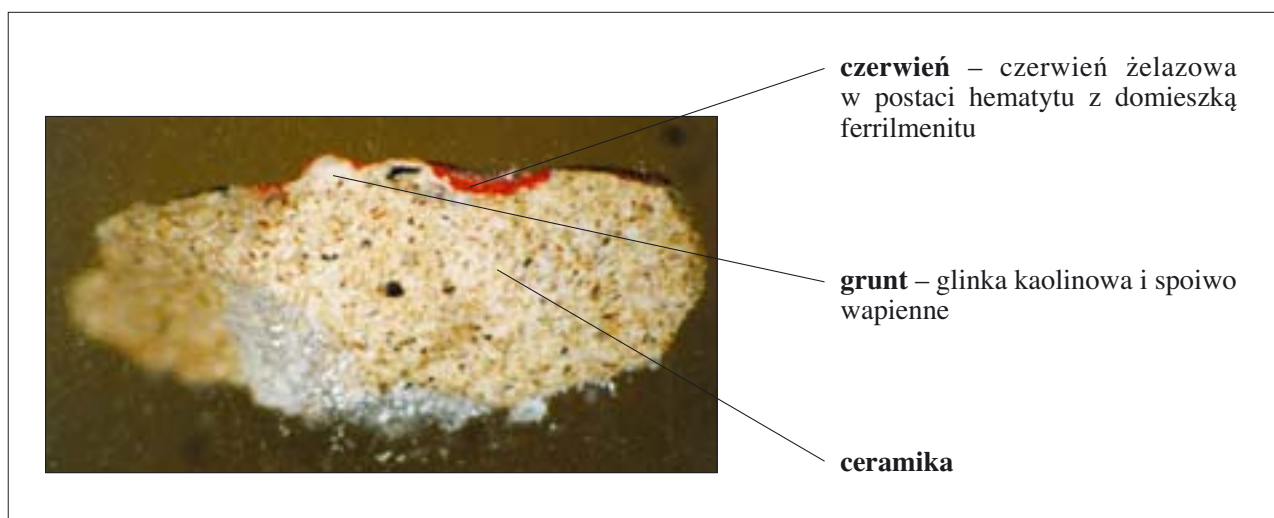 czerwień – czerwień żelazowa
w postaci hematytu z domieszką
ferrilmenitu
grunt – glinka kaolinowa i spoiwo
wapienne
ceramika